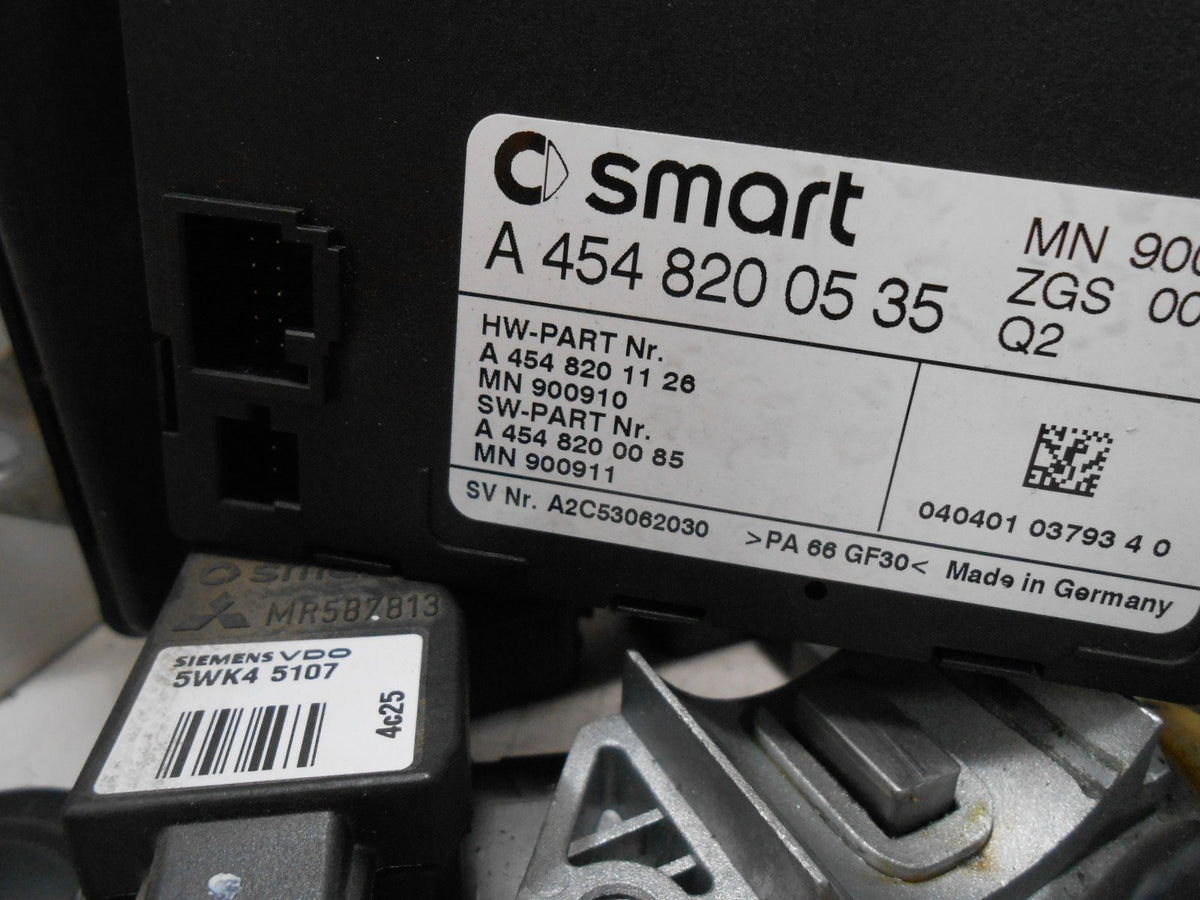 smart
A 454 820 05 35
MN 900
ZGS 00
Q2
HW-PART Nr.
A 454 820 11 26
MN 900910
SW-PART Nr.
A 454 820 00 85
MN 900911
040401 03793 4 0
SV Nr. A2C53062030 >PA 66 GF30< Made in Germany
smart
MR587813
SIEMENS VDO
5WK4 5107
4c25